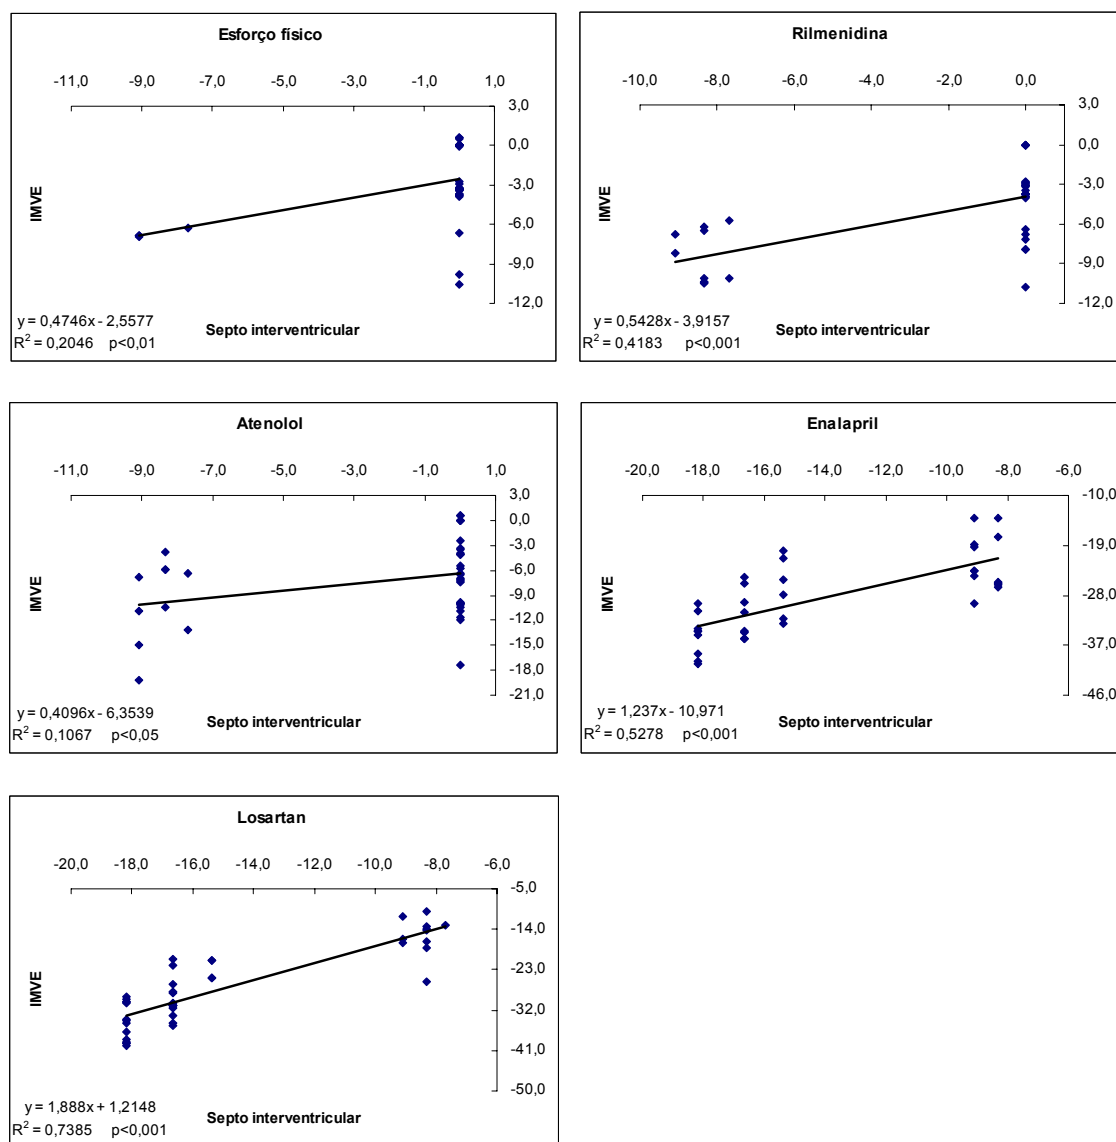 Esforço físico
-11,0 -9,0 -7,0 -5,0 -3,0 -1,0 1,0
3,0
0,0
-3,0
-6,0
-9,0
-12,0
IMVE
Septo interventricular
y = 0,4746x - 2,5577
R² = 0,2046 p<0,01
Rilmenidina
-10,0 -8,0 -6,0 -4,0 -2,0 0,0
3,0
0,0
-3,0
-6,0
-9,0
-12,0
IMVE
Septo interventricular
y = 0,5428x - 3,9157
R² = 0,4183 p<0,001
Atenolol
-11,0 -9,0 -7,0 -5,0 -3,0 -1,0 1,0
3,0
0,0
-3,0
-6,0
-9,0
-12,0
-15,0
-18,0
-21,0
IMVE
Septo interventricular
y = 0,4096x - 6,3539
R² = 0,1067 p<0,05
Enalapril
-20,0 -18,0 -16,0 -14,0 -12,0 -10,0 -8,0 -6,0
-10,0
-19,0
-28,0
-37,0
-46,0
IMVE
Septo interventricular
y = 1,237x - 10,971
R² = 0,5278 p<0,001
Losartan
-20,0 -18,0 -16,0 -14,0 -12,0 -10,0 -8,0 -6,0
-5,0
-14,0
-23,0
-32,0
-41,0
-50,0
IMVE
Septo interventricular
y = 1,888x + 1,2148
R² = 0,7385 p<0,001